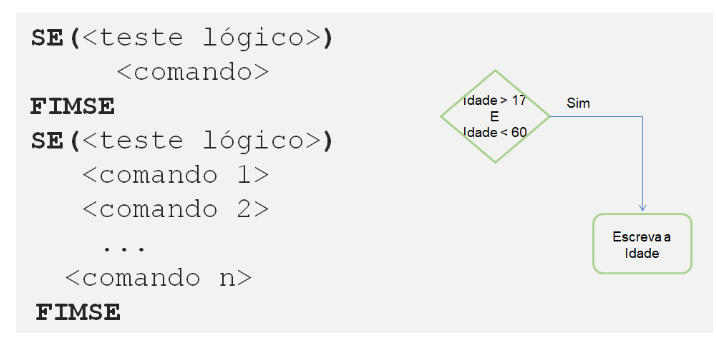 SE(<teste lógico>)
<comando>
FIMSE
SE(<teste lógico>)
<comando 1>
<comando 2>
...
<comando n>
FIMSE
Idade > 17
E
Idade < 60
Sim
Escreva a
Idade